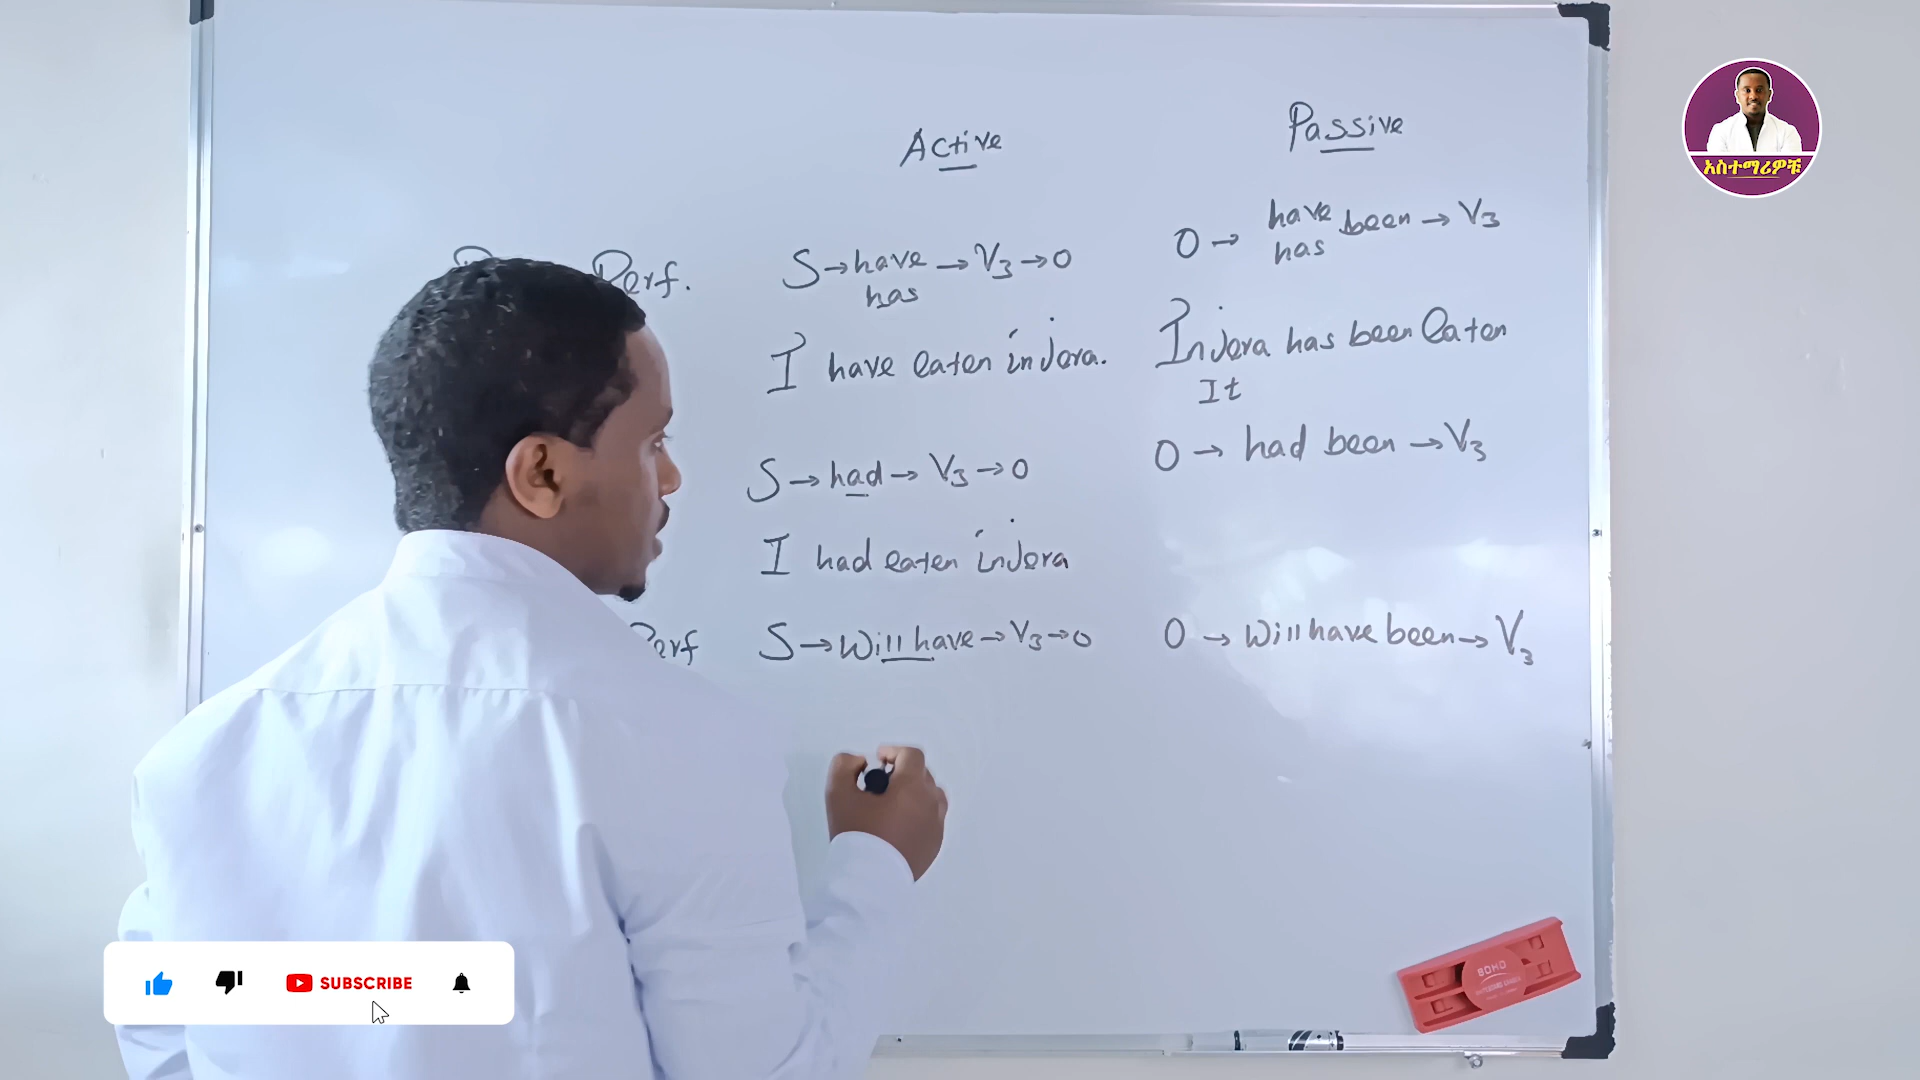 Active
Passive
Perf.
S → have → V3 → O
has
O → have been → V3
has
I have eaten injera.
Injera has been eaten
It
S → had → V3 → O
O → had been → V3
I had eaten injera
Perf
S → Will have → V3 → O
O → Will have been → V3
አስተማሪዎቹ
SUBSCRIBE